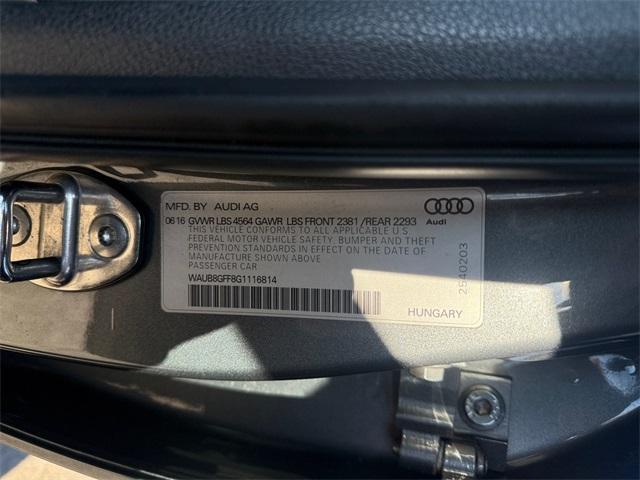 MFD. BY AUDI AG
06 16 GVWR LBS 4564 GAWR LBS FRONT 2381 /REAR 2293
THIS VEHICLE CONFORMS TO ALL APPLICABLE U.S.
FEDERAL MOTOR VEHICLE SAFETY, BUMPER AND THEFT
PREVENTION STANDARDS IN EFFECT ON THE DATE OF
MANUFACTURE SHOWN ABOVE
PASSENGER CAR
WAUB8GFF8G1116814
Audi
2540203
HUNGARY